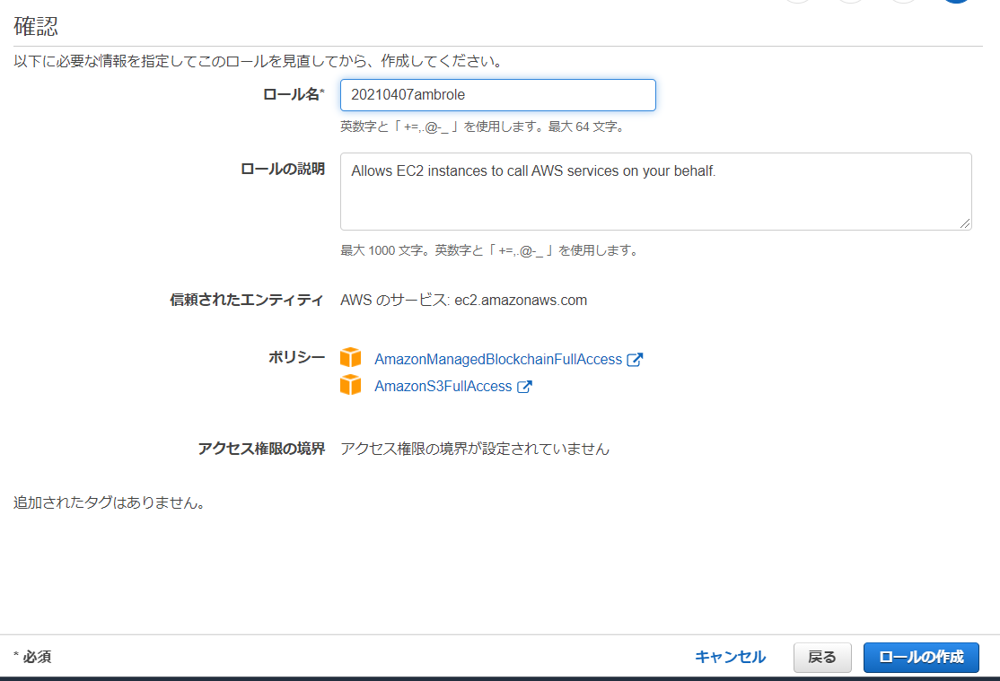 確認
以下に必要な情報を指定してこのロールを見直してから、作成してください。
ロール名* 20210407ambrole
英数字と「 +=,.@-_ 」を使用します。最大 64 文字。
ロールの説明 Allows EC2 instances to call AWS services on your behalf.
最大 1000 文字。英数字と「 +=,.@-_ 」を使用します。
信頼されたエンティティ AWS のサービス: ec2.amazonaws.com
ポリシー AmazonManagedBlockchainFullAccess
AmazonS3FullAccess
アクセス権限の境界 アクセス権限の境界が設定されていません
追加されたタグはありません。
* 必須 キャンセル 戻る ロールの作成